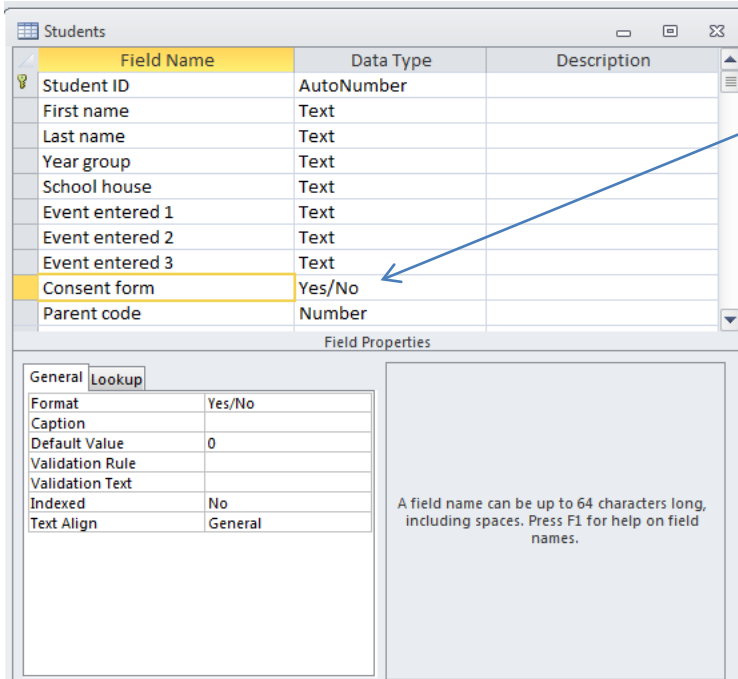 Students
Field Name Data Type Description
Student ID AutoNumber
First name Text
Last name Text
Year group Text
School house Text
Event entered 1 Text
Event entered 2 Text
Event entered 3 Text
Consent form Yes/No
Parent code Number
Field Properties
General Lookup
Format Yes/No
Caption
Default Value 0
Validation Rule
Validation Text
Indexed No
Text Align General
A field name can be up to 64 characters long,
including spaces. Press F1 for help on field
names.